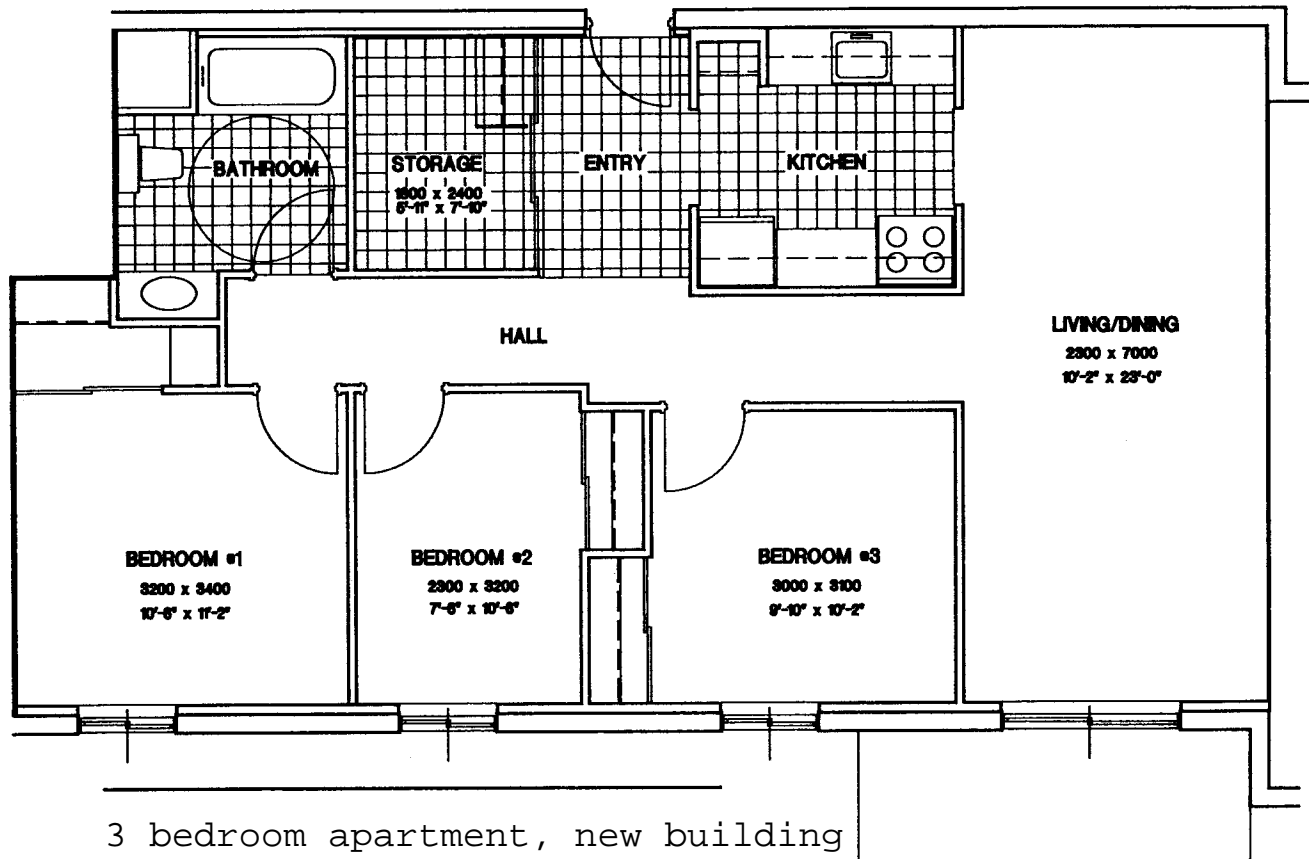 BATHROOM
STORAGE
1800 x 2400
5'-11" x 7'-10"
ENTRY
KITCHEN
HALL
LIVING/DINING
2300 x 7000
10'-2" x 23'-0"
BEDROOM #1
3200 x 3400
10'-6" x 11'-2"
BEDROOM #2
2300 x 3200
7'-6" x 10'-6"
BEDROOM #3
3000 x 3100
9'-10" x 10'-2"
3 bedroom apartment, new building